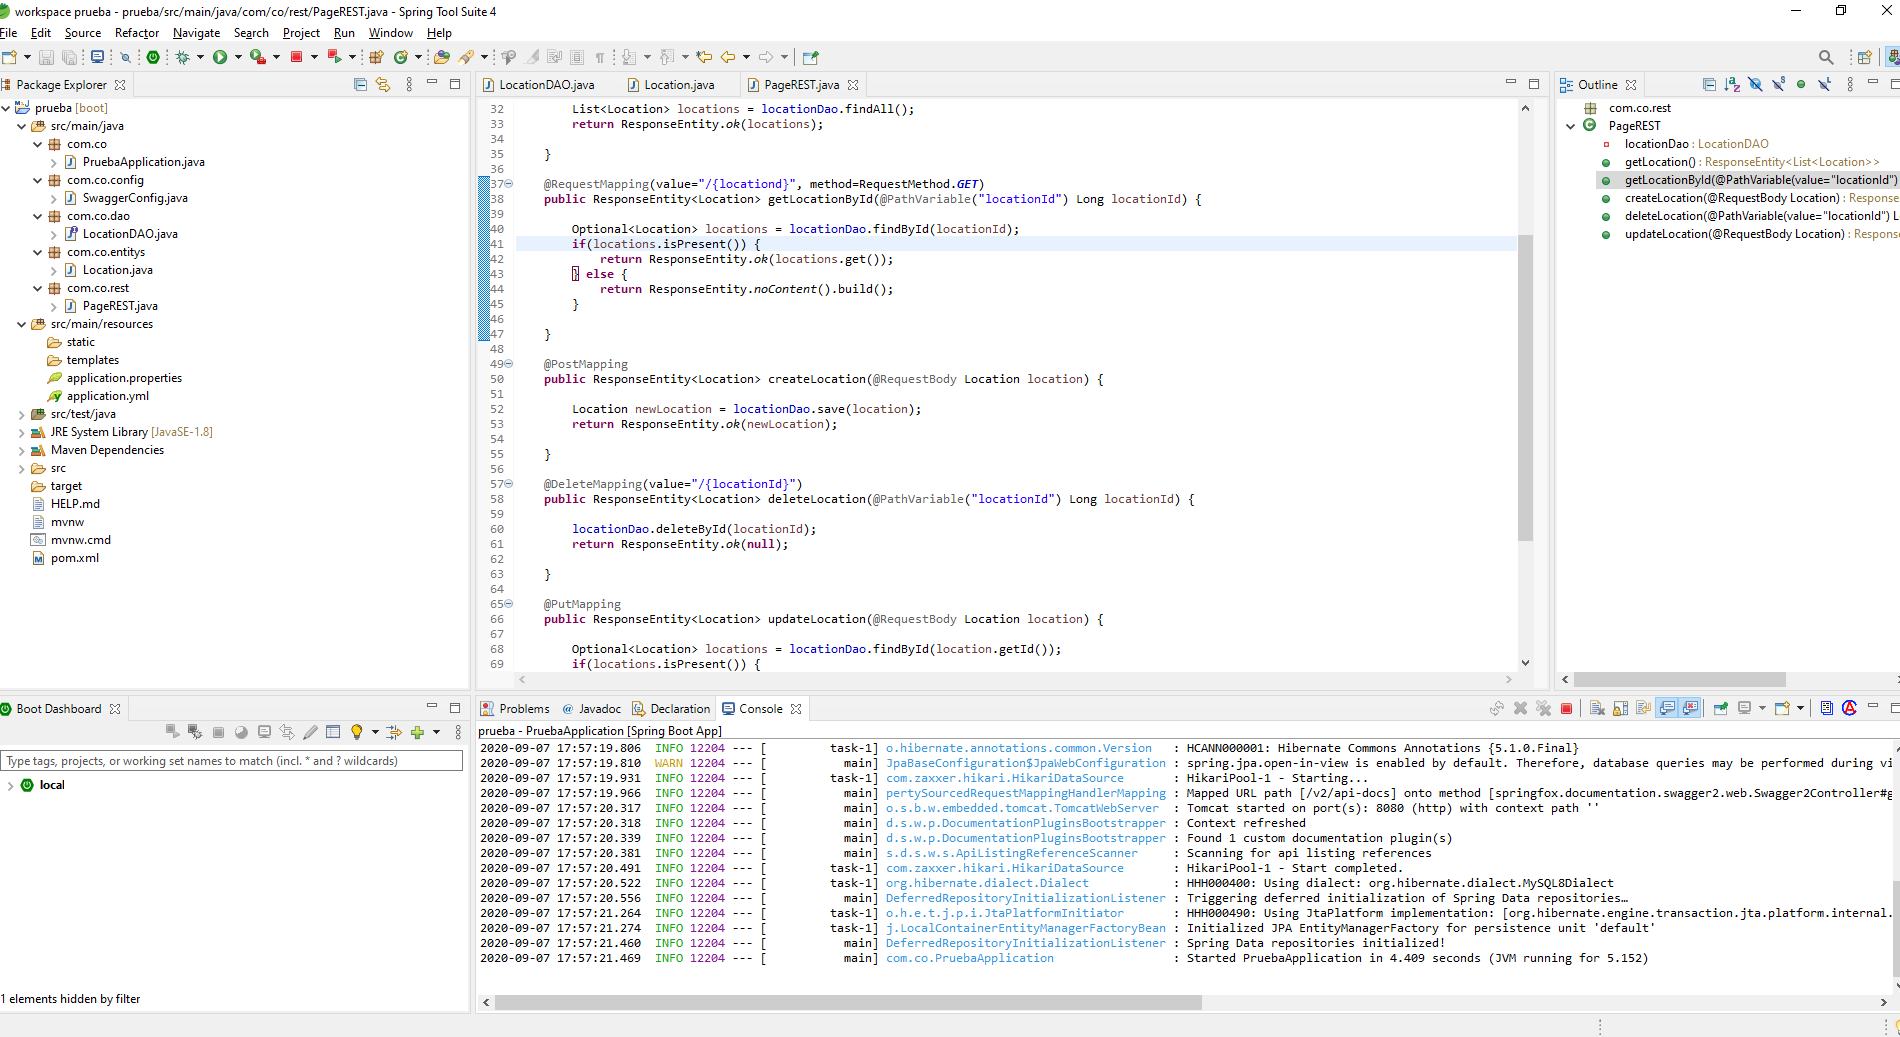 workspace prueba - prueba/src/main/java/com/co/rest/PageREST.java - Spring Tool Suite 4
File Edit Source Refactor Navigate Search Project Run Window Help
Package Explorer
prueba [boot]
src/main/java
com.co
PruebaApplication.java
com.co.config
SwaggerConfig.java
com.co.dao
LocationDAO.java
com.co.entitys
Location.java
com.co.rest
PageREST.java
src/main/resources
static
templates
application.properties
application.yml
src/test/java
JRE System Library [JavaSE-1.8]
Maven Dependencies
src
target
HELP.md
mvnw
mvnw.cmd
pom.xml
LocationDAO.java Location.java PageREST.java
32 List<Location> locations = locationDao.findAll();
33 return ResponseEntity.ok(locations);
34
35 }
36
37 @RequestMapping(value="/{locationd}", method=RequestMethod.GET)
38 public ResponseEntity<Location> getLocationById(@PathVariable("locationId") Long locationId) {
39
40 Optional<Location> locations = locationDao.findById(locationId);
41 if(locations.isPresent()) {
42 return ResponseEntity.ok(locations.get());
43 } else {
44 return ResponseEntity.noContent().build();
45 }
46
47 }
48
49 @PostMapping
50 public ResponseEntity<Location> createLocation(@RequestBody Location location) {
51
52 Location newLocation = locationDao.save(location);
53 return ResponseEntity.ok(newLocation);
54
55 }
56
57 @DeleteMapping(value="/{locationId}")
58 public ResponseEntity<Location> deleteLocation(@PathVariable("locationId") Long locationId) {
59
60 locationDao.deleteById(locationId);
61 return ResponseEntity.ok(null);
62
63 }
64
65 @PutMapping
66 public ResponseEntity<Location> updateLocation(@RequestBody Location location) {
67
68 Optional<Location> locations = locationDao.findById(location.getId());
69 if(locations.isPresent()) {
Outline
com.co.rest
PageREST
locationDao : LocationDAO
getLocation() : ResponseEntity<List<Location>>
getLocationById(@PathVariable(value="locationId")
createLocation(@RequestBody Location) : Response
deleteLocation(@PathVariable(value="locationId") L
updateLocation(@RequestBody Location) : Respons
Boot Dashboard
Type tags, projects, or working set names to match (incl. * and ? wildcards)
local
1 elements hidden by filter
Problems @ Javadoc Declaration Console
prueba - PruebaApplication [Spring Boot App]
2020-09-07 17:57:19.806 INFO 12204 --- [ task-1] o.hibernate.annotations.common.Version : HCANN000001: Hibernate Commons Annotations {5.1.0.Final}
2020-09-07 17:57:19.810 WARN 12204 --- [ main] JpaBaseConfiguration$JpaWebConfiguration : spring.jpa.open-in-view is enabled by default. Therefore, database queries may be performed during vi
2020-09-07 17:57:19.931 INFO 12204 --- [ task-1] com.zaxxer.hikari.HikariDataSource : HikariPool-1 - Starting...
2020-09-07 17:57:19.966 INFO 12204 --- [ main] pertySourcedRequestMappingHandlerMapping : Mapped URL path [/v2/api-docs] onto method [springfox.documentation.swagger2.web.Swagger2Controller#g
2020-09-07 17:57:20.317 INFO 12204 --- [ main] o.s.b.w.embedded.tomcat.TomcatWebServer : Tomcat started on port(s): 8080 (http) with context path ''
2020-09-07 17:57:20.318 INFO 12204 --- [ main] d.s.w.p.DocumentationPluginsBootstrapper : Context refreshed
2020-09-07 17:57:20.339 INFO 12204 --- [ main] d.s.w.p.DocumentationPluginsBootstrapper : Found 1 custom documentation plugin(s)
2020-09-07 17:57:20.381 INFO 12204 --- [ main] s.d.s.w.s.ApiListingReferenceScanner : Scanning for api listing references
2020-09-07 17:57:20.491 INFO 12204 --- [ task-1] com.zaxxer.hikari.HikariDataSource : HikariPool-1 - Start completed.
2020-09-07 17:57:20.522 INFO 12204 --- [ task-1] org.hibernate.dialect.Dialect : HHH000400: Using dialect: org.hibernate.dialect.MySQL8Dialect
2020-09-07 17:57:20.556 INFO 12204 --- [ main] DeferredRepositoryInitializationListener : Triggering deferred initialization of Spring Data repositories…
2020-09-07 17:57:21.264 INFO 12204 --- [ task-1] o.h.e.t.j.p.i.JtaPlatformInitiator : HHH000490: Using JtaPlatform implementation: [org.hibernate.engine.transaction.jta.platform.internal.
2020-09-07 17:57:21.274 INFO 12204 --- [ task-1] j.LocalContainerEntityManagerFactoryBean : Initialized JPA EntityManagerFactory for persistence unit 'default'
2020-09-07 17:57:21.460 INFO 12204 --- [ main] DeferredRepositoryInitializationListener : Spring Data repositories initialized!
2020-09-07 17:57:21.469 INFO 12204 --- [ main] com.co.PruebaApplication : Started PruebaApplication in 4.409 seconds (JVM running for 5.152)